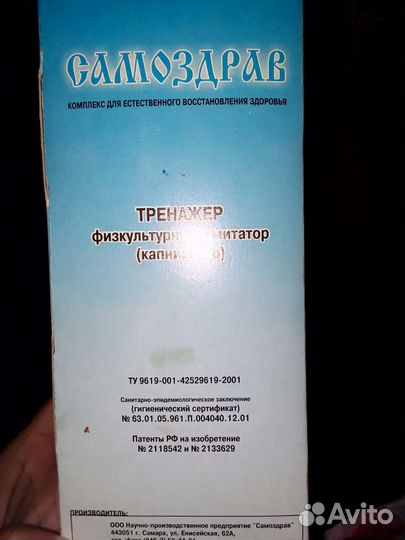 САМОЗДРАВ
КОМПЛЕКС ДЛЯ ЕСТЕСТВЕННОГО ВОССТАНОВЛЕНИЯ ЗДОРОВЬЯ
ТРЕНАЖЕР
ТУ 9619-001-42529619-2001
Санитарно-эпидемиологическое заключение
(гигиенический сертификат)
№ 63.01.05.961.П.004040.12.01
Патенты РФ на изобретение
№ 2118542 и № 2133629
ПРОИЗВОДИТЕЛЬ:
ООО Научно-производственное предприятие "Самоздрав"
443051 г. Самара, ул. Енисейская, 62А,
Avito